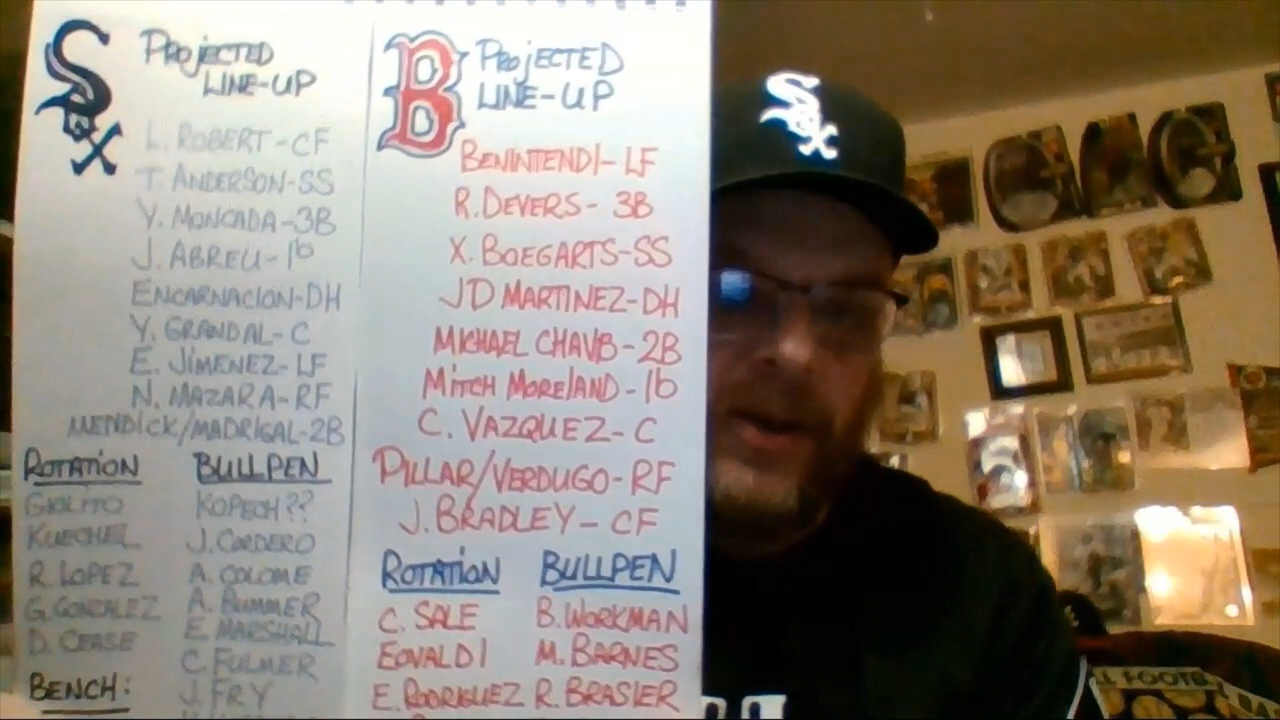 PROJECTED
LINE-UP
L. ROBERT-CF
T. ANDERSON-SS
Y. MONCADA-3B
J. ABREU-1b
ENCARNACION-DH
Y. GRANDAL-C
E. JIMENEZ-LF
N. MAZARA-RF
MENDICK/MADRIGAL-2B
ROTATION
GIOLITO
KUECHEL
R. LOPEZ
G. GONZALEZ
D. CEASE
BULLPEN
KOPECH??
J. CORDERO
A. COLOME
A. BUMMER
E. MARSHALL
C. FULMER
J. FRY
BENCH:
B
PROJECTED
LINE-UP
BENINTENDI-LF
R. DEVERS-3B
X. BOEGARTS-SS
JD MARTINEZ-DH
MICHAEL CHAVIS-2B
MITCH MORELAND-1b
C. VAZQUEZ-C
PILLAR/VERDUGO-RF
J. BRADLEY-CF
ROTATION
C. SALE
EOVALDI
E. RODRIGUEZ
BULLPEN
B. WORKMAN
M. BARNES
R. BRASIER
Sox
Sox